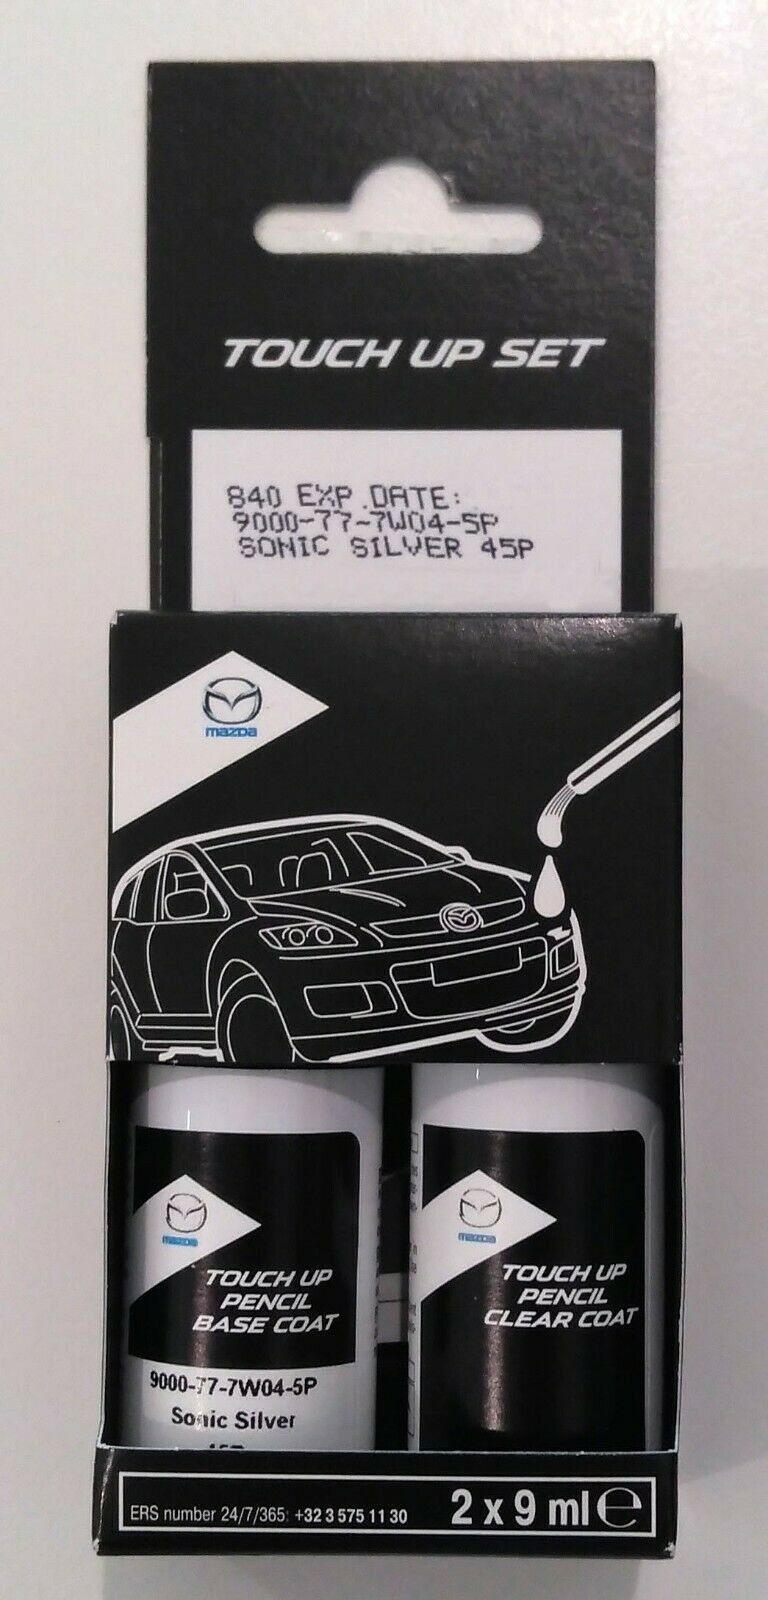 TOUCH UP SET
840 EXP.DATE:
9000-77-7W04-5P
SONIC SILVER 45P
mazda
mazda
TOUCH UP
PENCIL
BASE COAT
9000-77-7W04-5P
Sonic Silver
mazda
TOUCH UP
PENCIL
CLEAR COAT
ERS number 24/7/365: +32 3 575 11 30
2 x 9 ml ℮